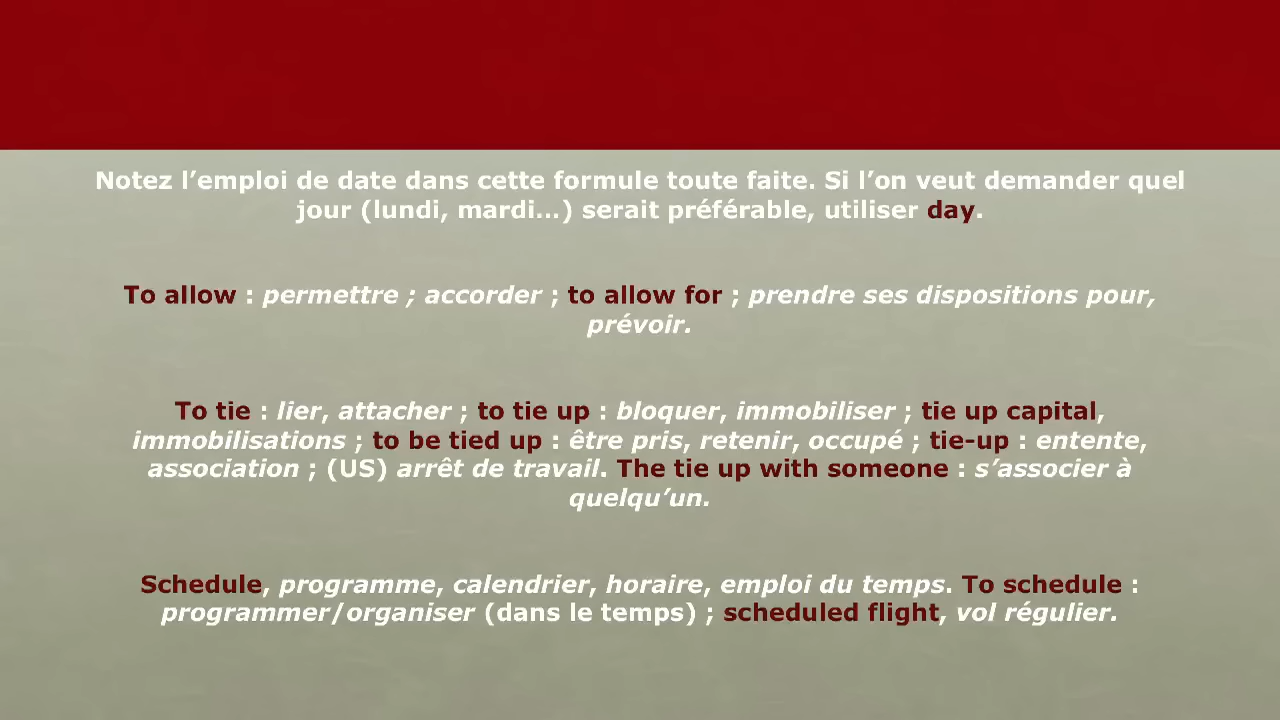 Notez l’emploi de date dans cette formule toute faite. Si l’on veut demander quel
jour (lundi, mardi…) serait préférable, utiliser day.
To allow : permettre ; accorder ; to allow for ; prendre ses dispositions pour,
prévoir.
To tie : lier, attacher ; to tie up : bloquer, immobiliser ; tie up capital,
immobilisations ; to be tied up : être pris, retenir, occupé ; tie-up : entente,
association ; (US) arrêt de travail. The tie up with someone : s’associer à
quelqu’un.
Schedule, programme, calendrier, horaire, emploi du temps. To schedule :
programmer/organiser (dans le temps) ; scheduled flight, vol régulier.